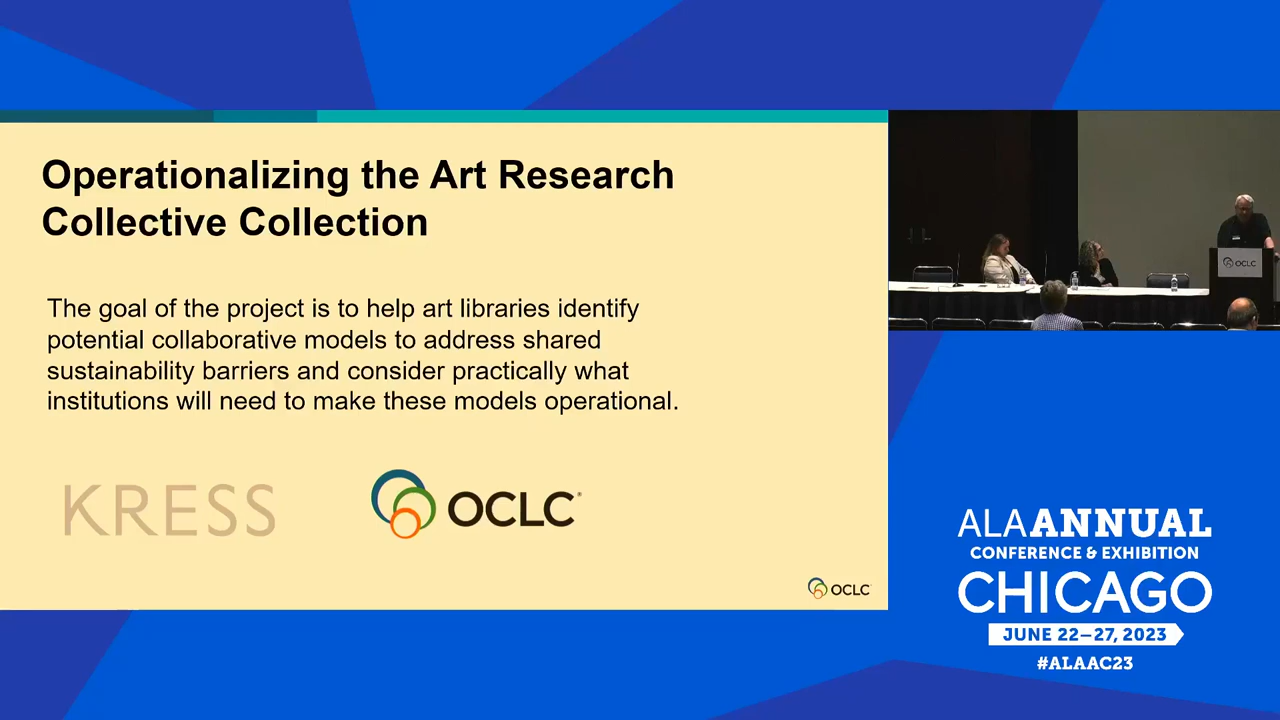 Operationalizing the Art Research
Collective Collection
The goal of the project is to help art libraries identify
potential collaborative models to address shared
sustainability barriers and consider practically what
institutions will need to make these models operational.
KRESS
OCLC®
OCLC
OCLC
ALA ANNUAL
CONFERENCE & EXHIBITION
CHICAGO
JUNE 22–27, 2023
#ALAAC23